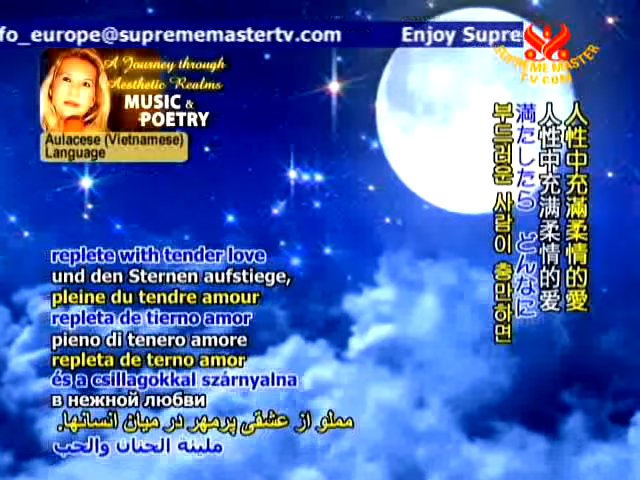 fo_europe@suprememastertv.com Enjoy Supre
SUPREME MASTER
TV.COM
A Journey through
Aesthetic Realms
MUSIC &
POETRY
Aulacese (Vietnamese)
Language
人性中充滿柔情的愛
人性中充满柔情的爱
満たしたら どんなに
부드러운 사랑이 충만하면
replete with tender love
und den Sternen aufstiege,
pleine du tendre amour
repleta de tierno amor
pieno di tenero amore
repleta de terno amor
és a csillagokkal szárnyalna
в нежной любви
مملو از عشقی پرمهر در میان انسانها.
مليئة الحنان والحب